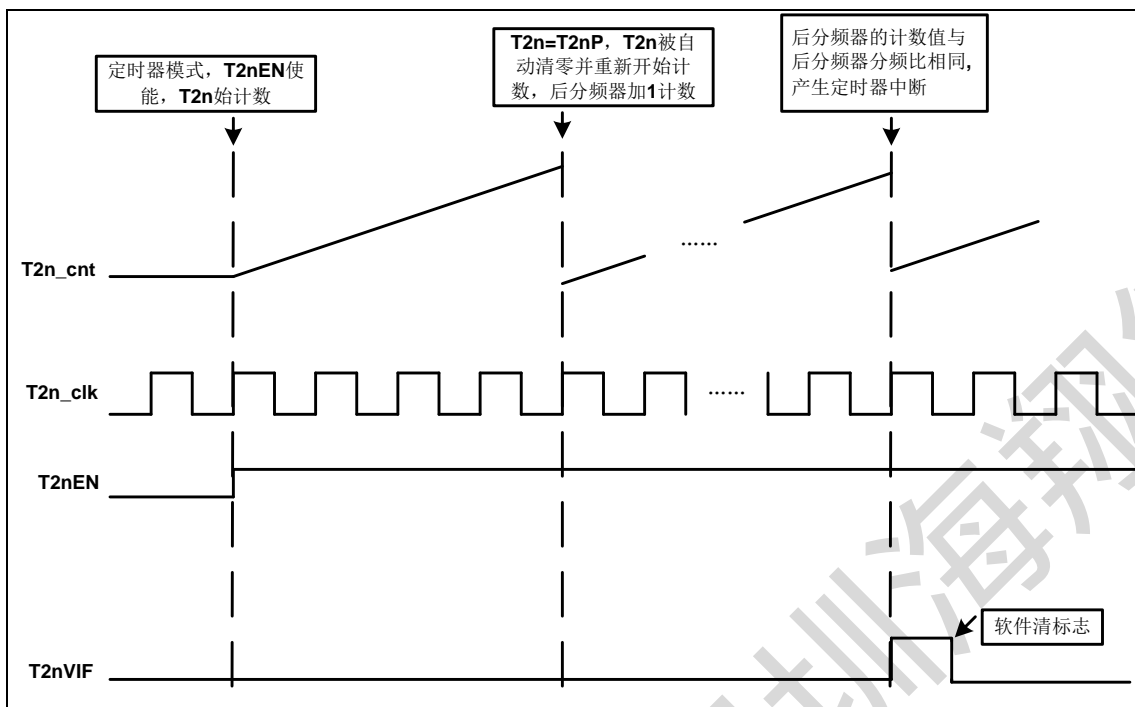 定时器模式，T2nEN使
能，T2n始计数
T2n=T2nP，T2n被自
动清零并重新开始计
数，后分频器加1计数
后分频器的计数值与
后分频器分频比相同,
产生定时器中断
T2n_cnt
……
T2n_clk
……
T2nEN
T2nVIF
软件清标志
圳海翔